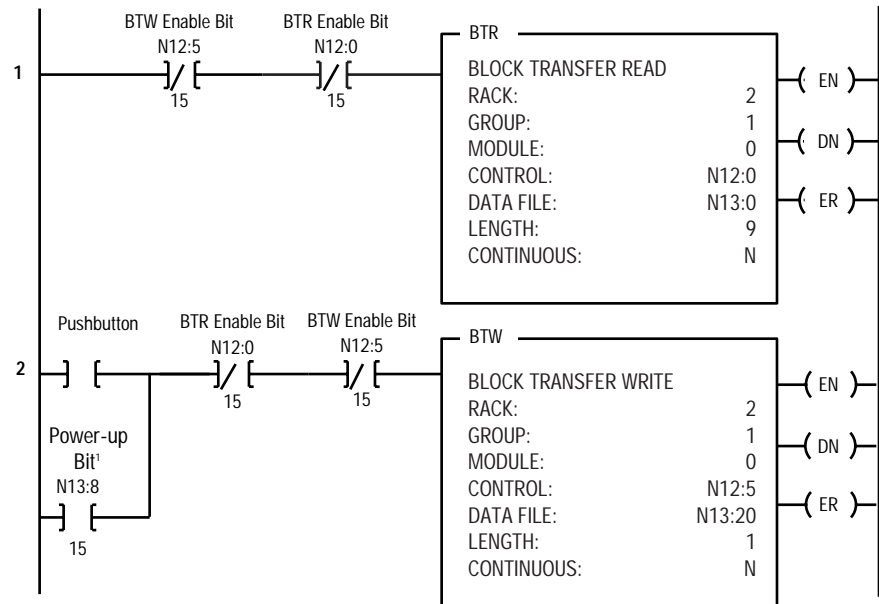 BTW Enable Bit BTR Enable Bit
N12:5 N12:0
1
15 15
BTR
BLOCK TRANSFER READ
RACK: 2
GROUP: 1
MODULE: 0
CONTROL: N12:0
DATA FILE: N13:0
LENGTH: 9
CONTINUOUS: N
EN
DN
ER
Pushbutton BTR Enable Bit BTW Enable Bit
N12:0 N12:5
2
15 15
Power-up
Bit¹
N13:8
15
BTW
BLOCK TRANSFER WRITE
RACK: 2
GROUP: 1
MODULE: 0
CONTROL: N12:5
DATA FILE: N13:20
LENGTH: 1
CONTINUOUS: N
EN
DN
ER